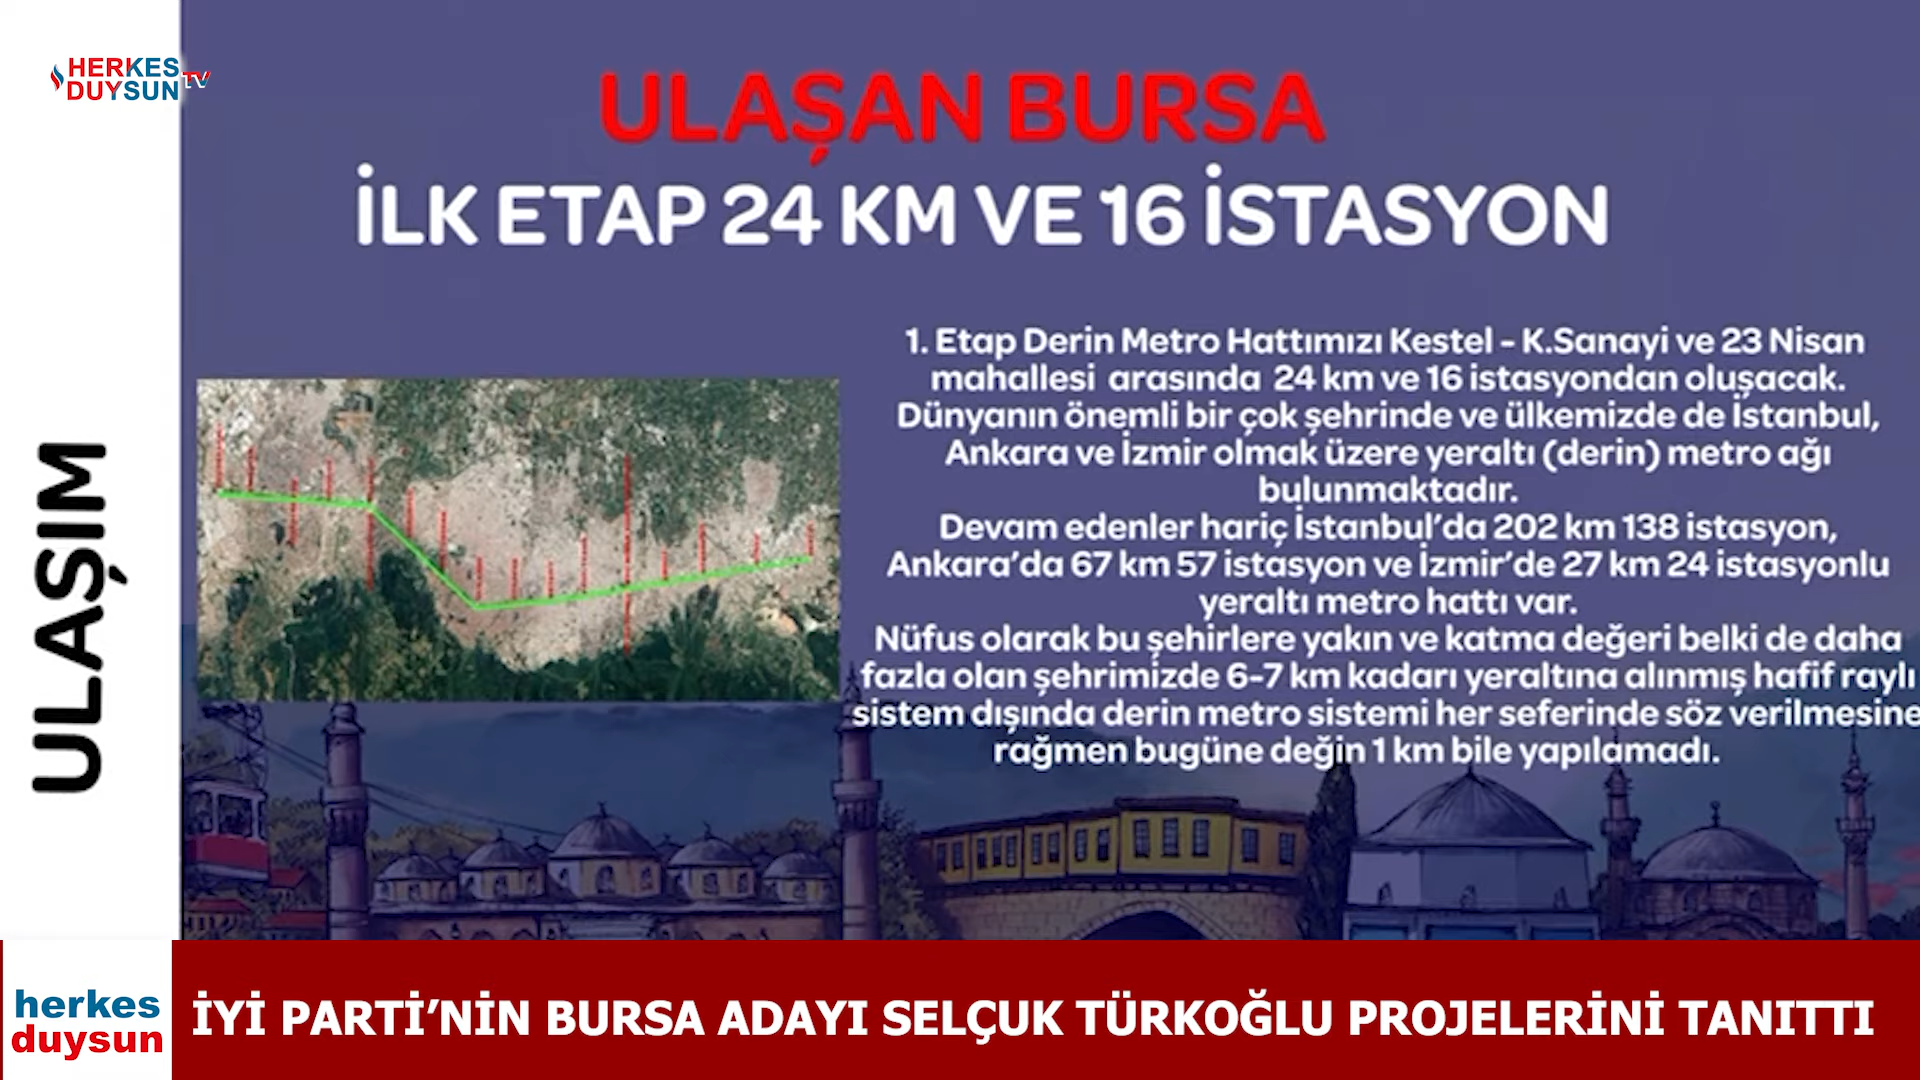 HERKES
DUYSUN TV
ULAŞAN BURSA
İLK ETAP 24 KM VE 16 İSTASYON
ULAŞIM
1. Etap Derin Metro Hattımızı Kestel - K.Sanayi ve 23 Nisan
mahallesi arasında 24 km ve 16 istasyondan oluşacak.
Dünyanın önemli bir çok şehrinde ve ülkemizde de İstanbul,
Ankara ve İzmir olmak üzere yeraltı (derin) metro ağı
bulunmaktadır.
Devam edenler hariç İstanbul’da 202 km 138 istasyon,
Ankara’da 67 km 57 istasyon ve İzmir’de 27 km 24 istasyonlu
yeraltı metro hattı var.
Nüfus olarak bu şehirlere yakın ve katma değeri belki de daha
fazla olan şehrimizde 6-7 km kadarı yeraltına alınmış hafif raylı
sistem dışında derin metro sistemi her seferinde söz verilmesine
rağmen bugüne değin 1 km bile yapılamadı.
herkes
duysun
İYİ PARTİ’NİN BURSA ADAYI SELÇUK TÜRKOĞLU PROJELERİNİ TANITTI